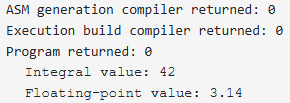 ASM generation compiler returned: 0
Execution build compiler returned: 0
Program returned: 0
Integral value: 42
Floating-point value: 3.14